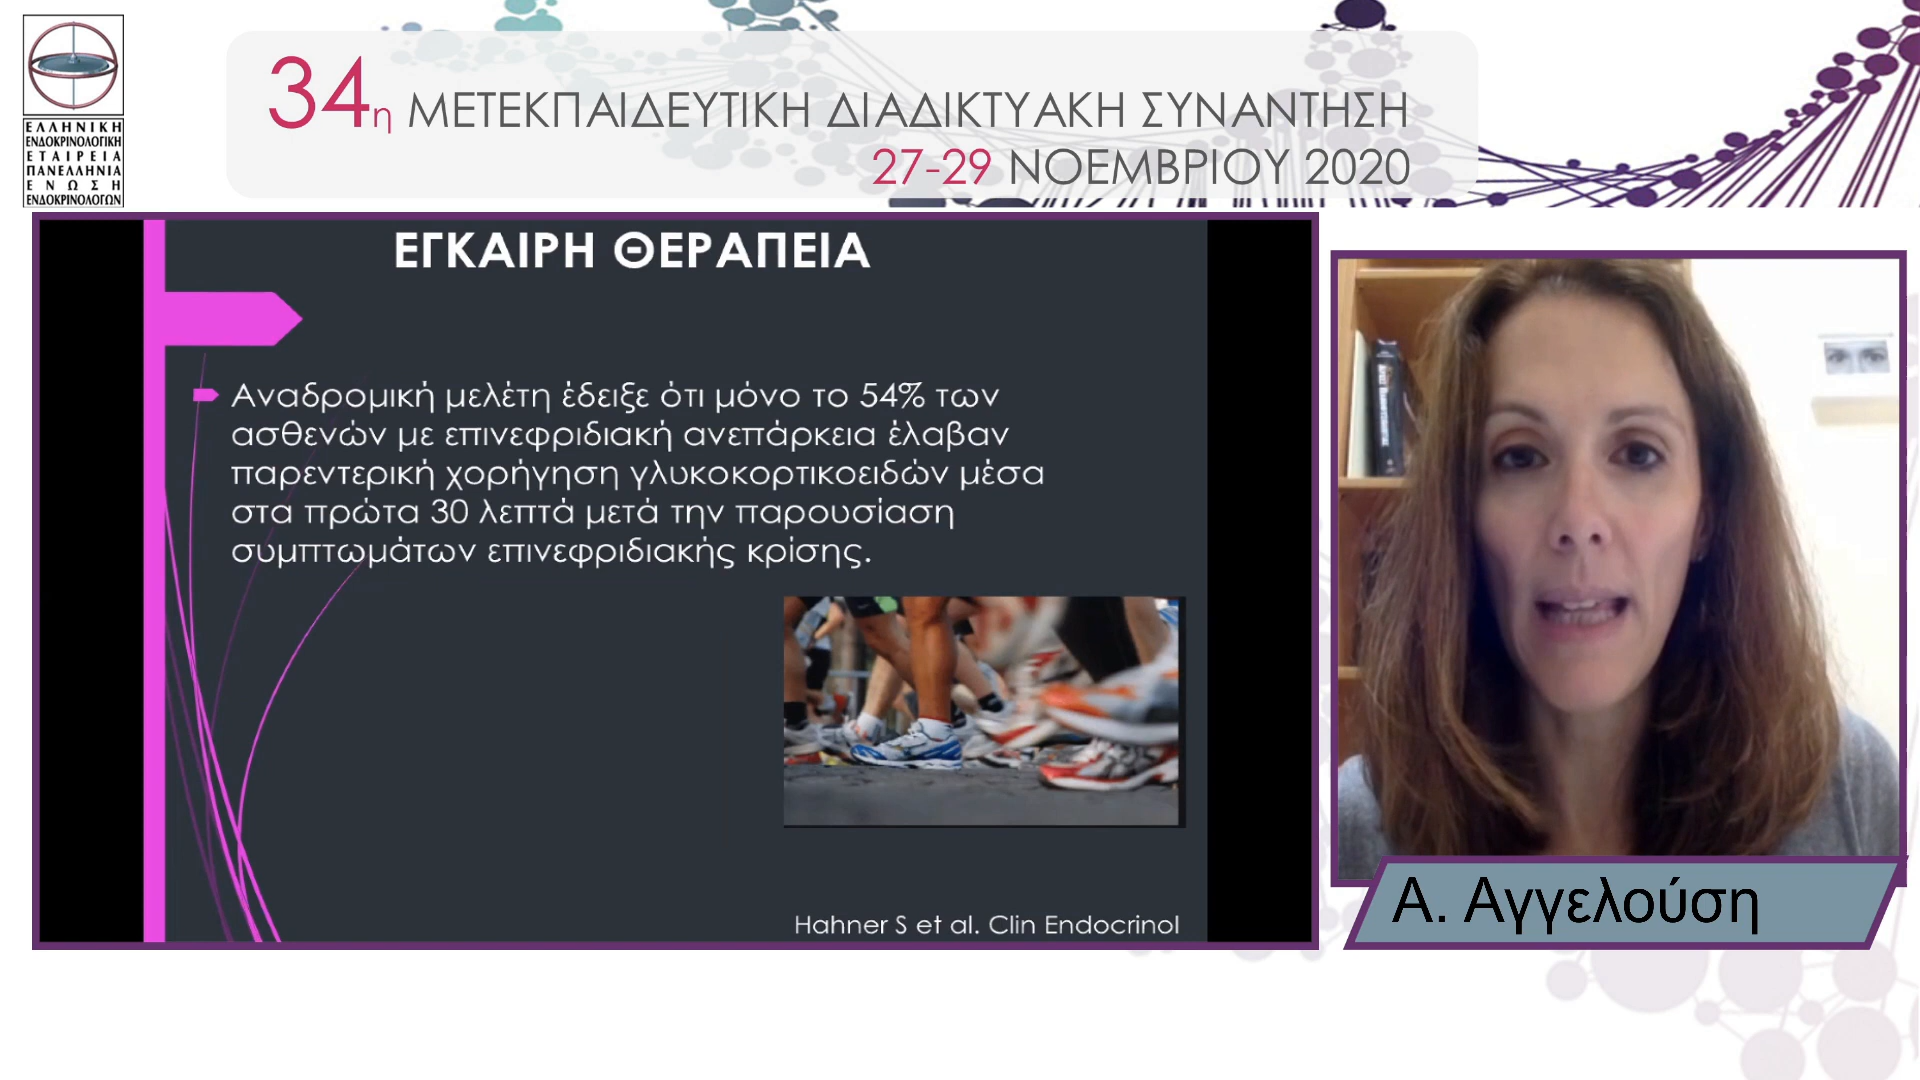 34η ΜΕΤΕΚΠΑΙΔΕΥΤΙΚΗ ΔΙΑΔΙΚΤΥΑΚΗ ΣΥΝΑΝΤΗΣΗ
27-29 ΝΟΕΜΒΡΙΟΥ 2020
ΕΛΛΗΝΙΚΗ
ΕΝΔΟΚΡΙΝΟΛΟΓΙΚΗ
ΕΤΑΙΡΕΙΑ
ΠΑΝΕΛΛΗΝΙΑ
ΕΝΩΣΗ
ΕΝΔΟΚΡΙΝΟΛΟΓΩΝ
ΕΓΚΑΙΡΗ ΘΕΡΑΠΕΙΑ
Αναδρομική μελέτη έδειξε ότι μόνο το 54% των
ασθενών με επινεφριδιακή ανεπάρκεια έλαβαν
παρεντερική χορήγηση γλυκοκορτικοειδών μέσα
στα πρώτα 30 λεπτά μετά την παρουσίαση
συμπτωμάτων επινεφριδιακής κρίσης.
Hahner S et al. Clin Endocrinol
Α. Αγγελούση